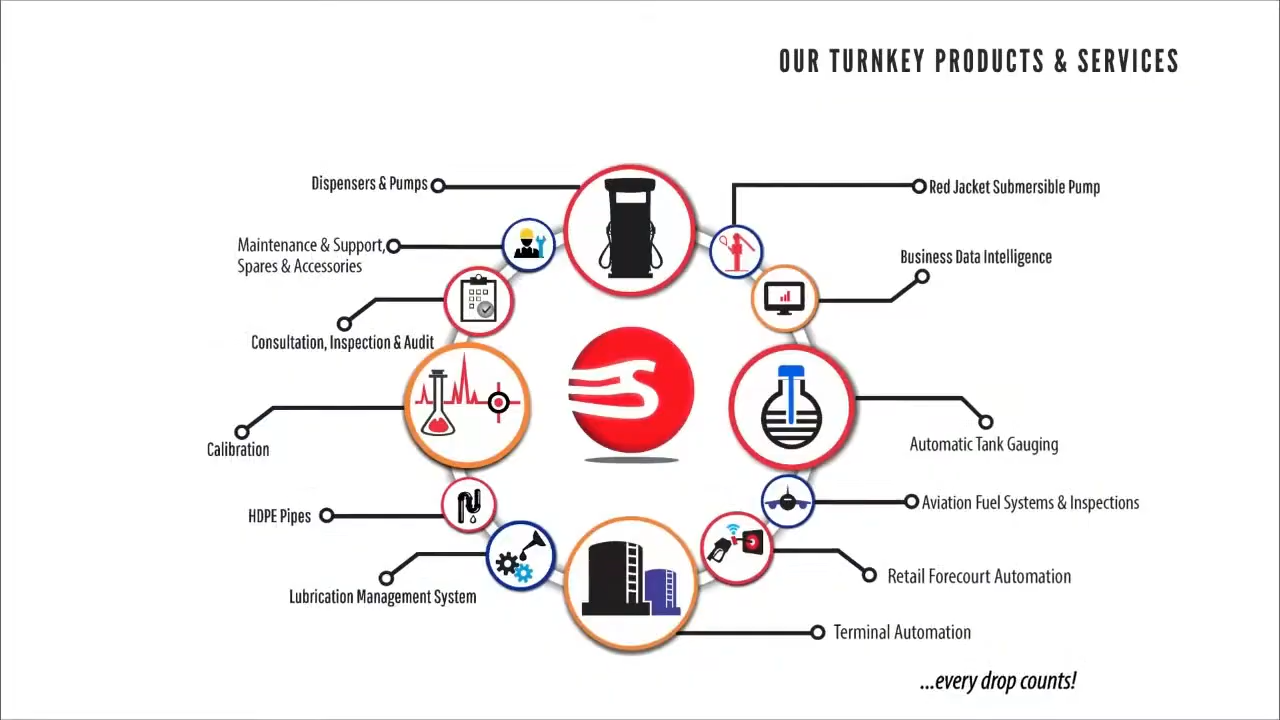 OUR TURNKEY PRODUCTS & SERVICES
Dispensers & Pumps
Red Jacket Submersible Pump
Maintenance & Support,
Spares & Accessories
Business Data Intelligence
Consultation, Inspection & Audit
Calibration
Automatic Tank Gauging
HDPE Pipes
Aviation Fuel Systems & Inspections
Lubrication Management System
Retail Forecourt Automation
Terminal Automation
...every drop counts!